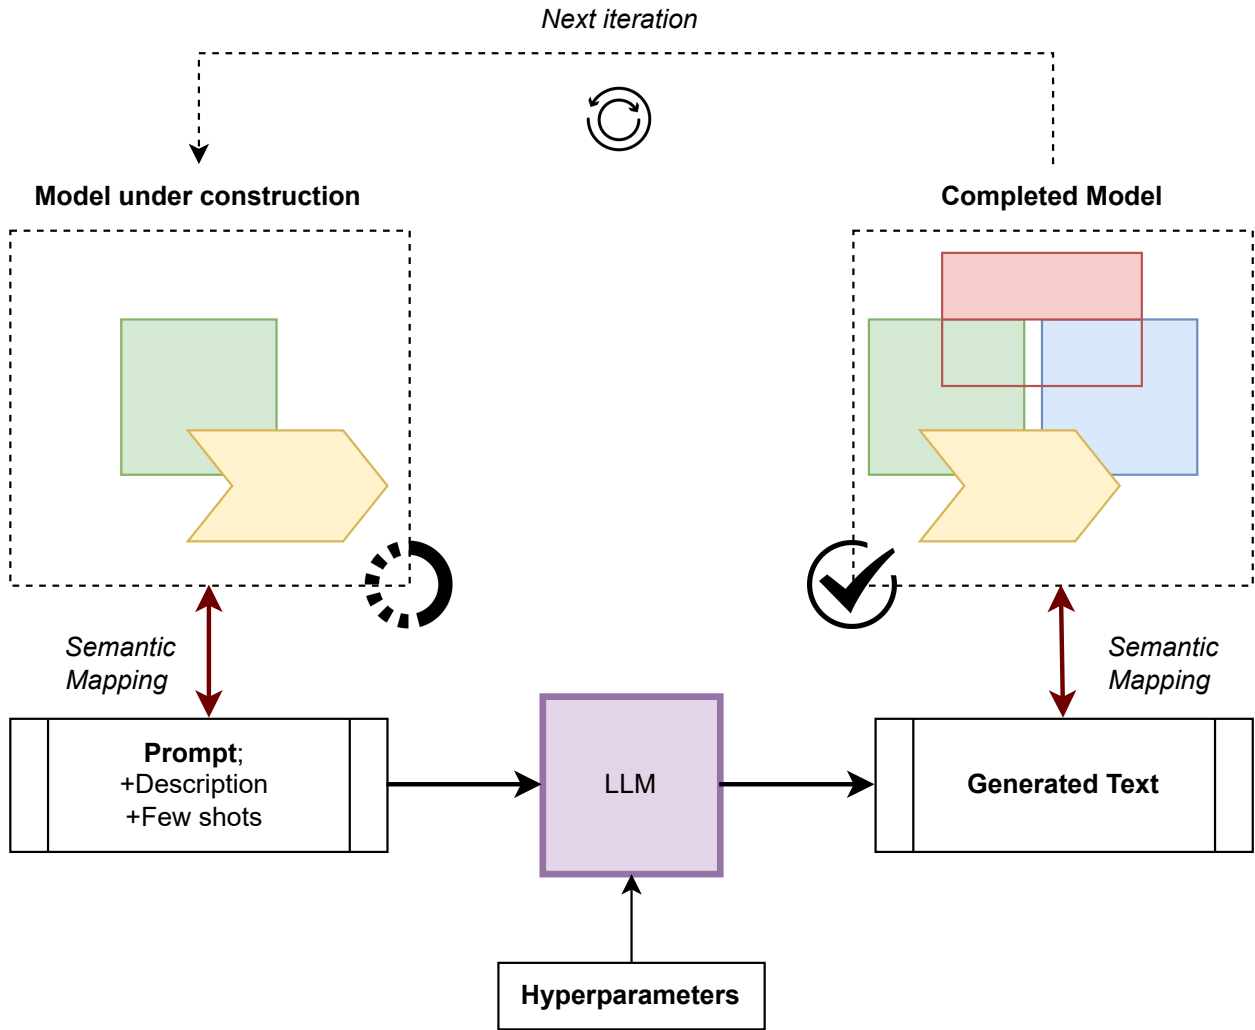 Next iteration
Model under construction
Completed Model
Semantic
Mapping
Semantic
Mapping
Prompt;
+Description
+Few shots
LLM
Generated Text
Hyperparameters